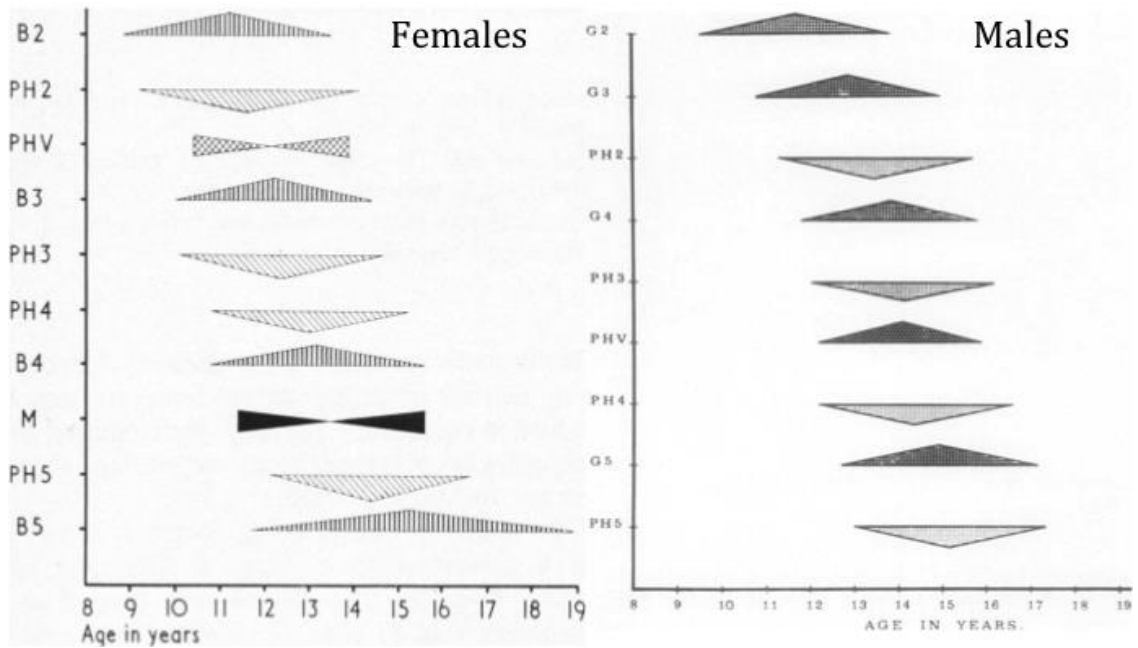 Females
B2
PH2
PHV
B3
PH3
PH4
B4
M
PH5
B5
8 9 10 11 12 13 14 15 16 17 18 19
Age in years
Males
G2
G3
PH2
G4
PH3
PHV
PH4
G5
PH5
8 9 10 11 12 13 14 15 16 17 18 19
AGE IN YEARS.